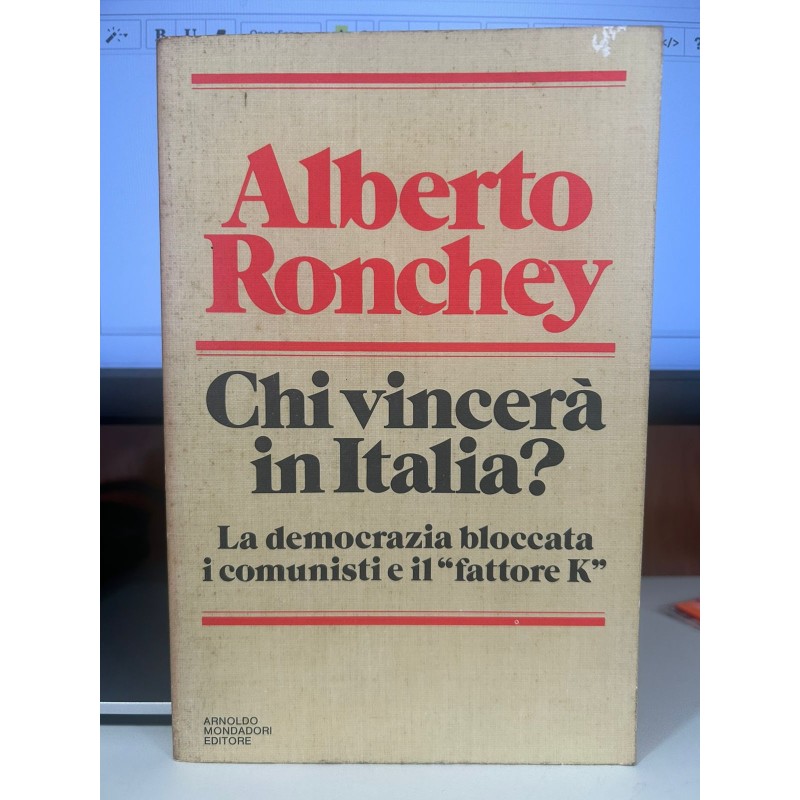 B U
Alberto
Ronchey
Chi vincerà
in Italia?
La democrazia bloccata
i comunisti e il “fattore K”
ARNOLDO
MONDADORI
EDITORE